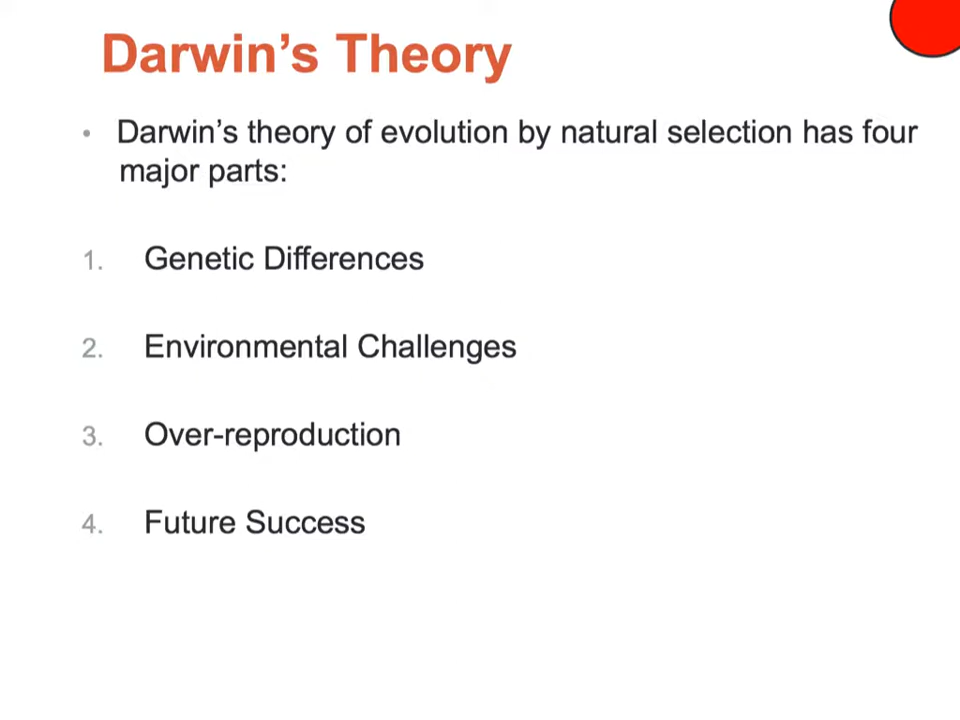 Darwin’s Theory
• Darwin’s theory of evolution by natural selection has four
major parts:
1. Genetic Differences
2. Environmental Challenges
3. Over-reproduction
4. Future Success